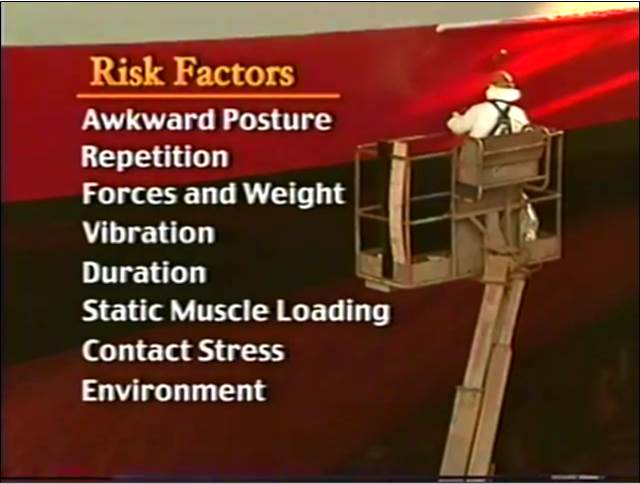 Risk Factors
Awkward Posture
Repetition
Forces and Weight
Vibration
Duration
Static Muscle Loading
Contact Stress
Environment